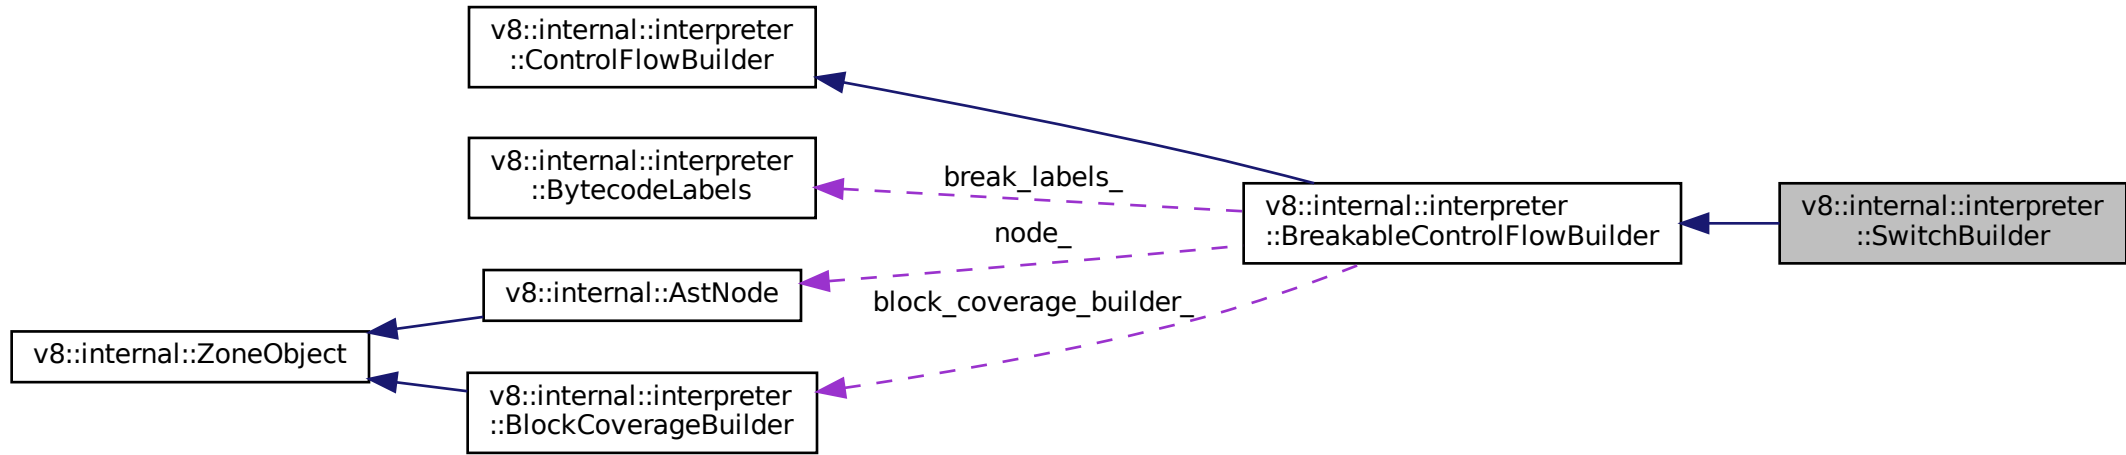 v8::internal::interpreter
::ControlFlowBuilder
v8::internal::interpreter
::BytecodeLabels
break_labels_
v8::internal::interpreter
::BreakableControlFlowBuilder
v8::internal::interpreter
::SwitchBuilder
node_
v8::internal::AstNode
block_coverage_builder_
v8::internal::ZoneObject
v8::internal::interpreter
::BlockCoverageBuilder